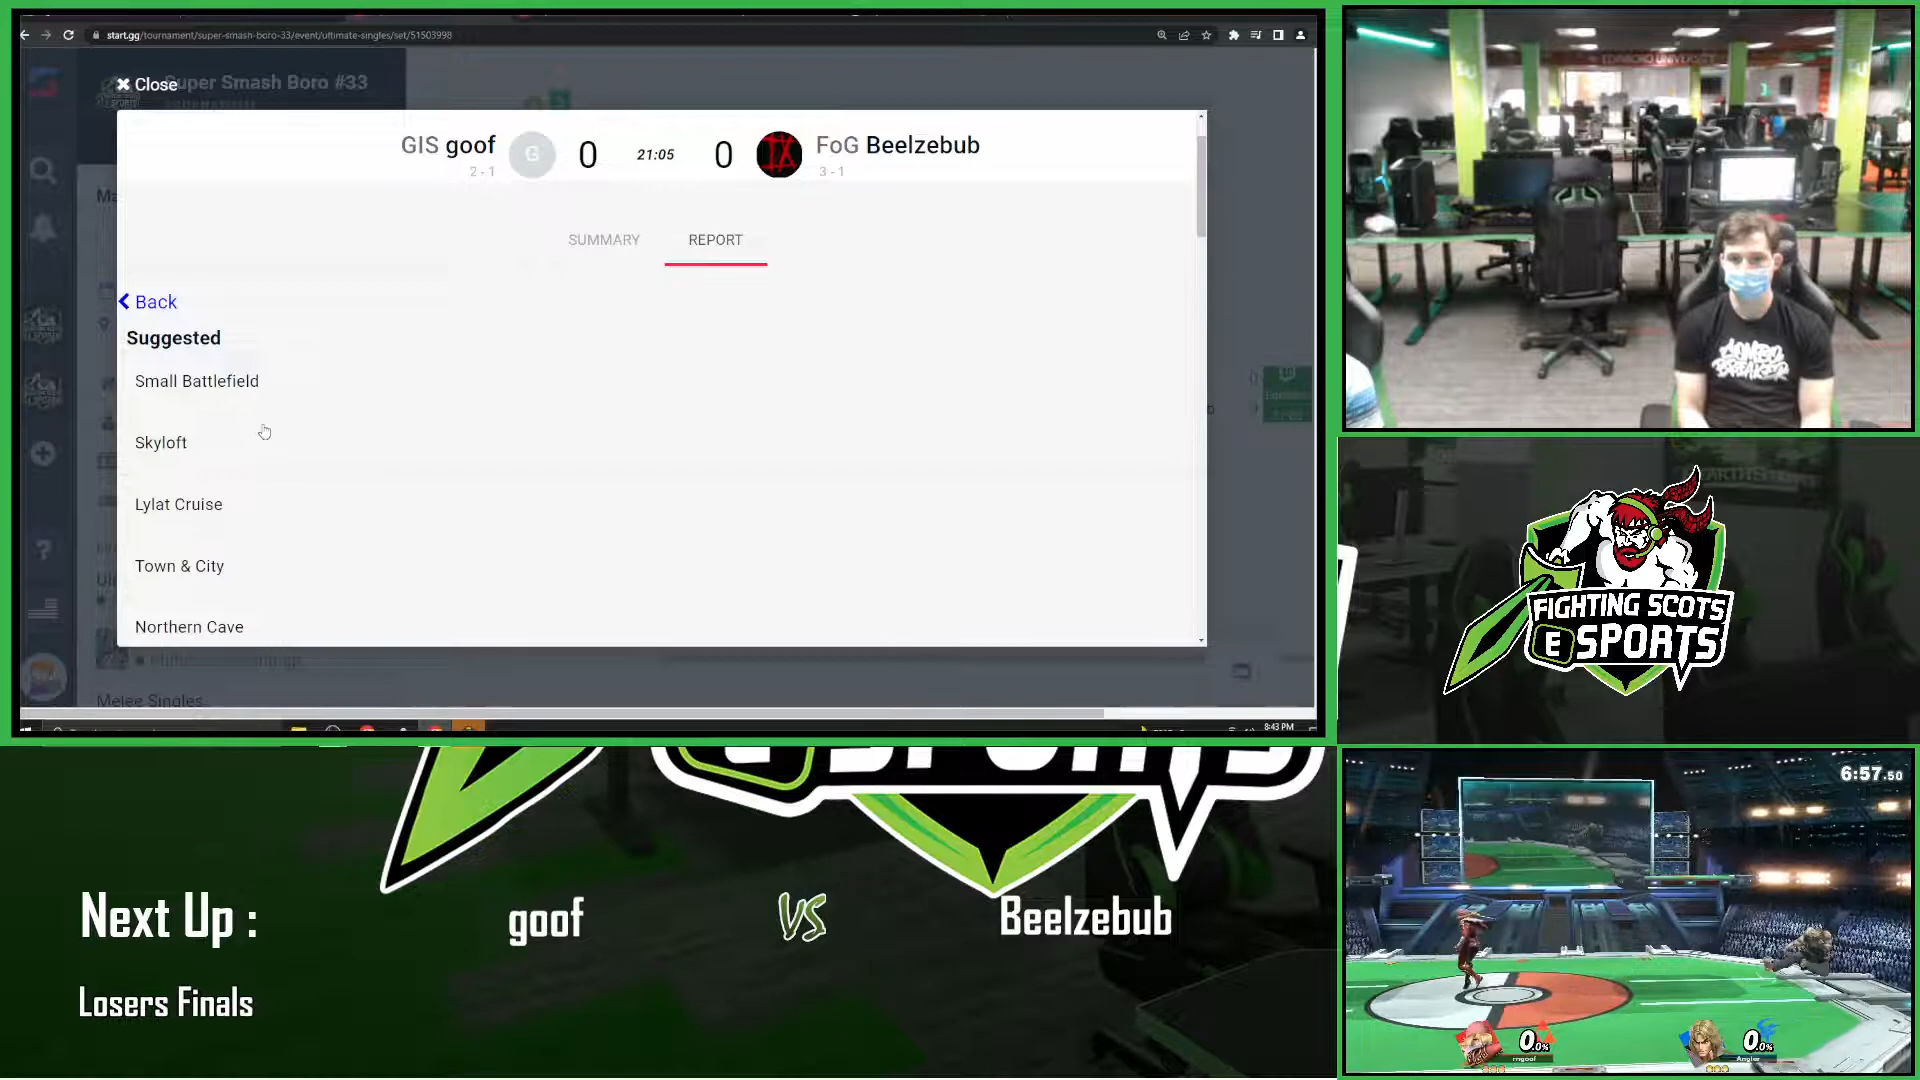 start.gg/tournament/super-smash-boro-33/event/ultimate-singles/set/51503998
Close
Super Smash Boro #33
GIS goof
2 - 1
G
0
21:05
0
FoG Beelzebub
3 - 1
SUMMARY
REPORT
Back
Suggested
Small Battlefield
Skyloft
Lylat Cruise
Town & City
Northern Cave
Melee Singles
8:43 PM
COMBO
BREAKER
FIGHTING SCOTS
ESPORTS
Next Up :
goof
VS
Beelzebub
Losers Finals
6:57.50
0.0%
0.0%
Angler